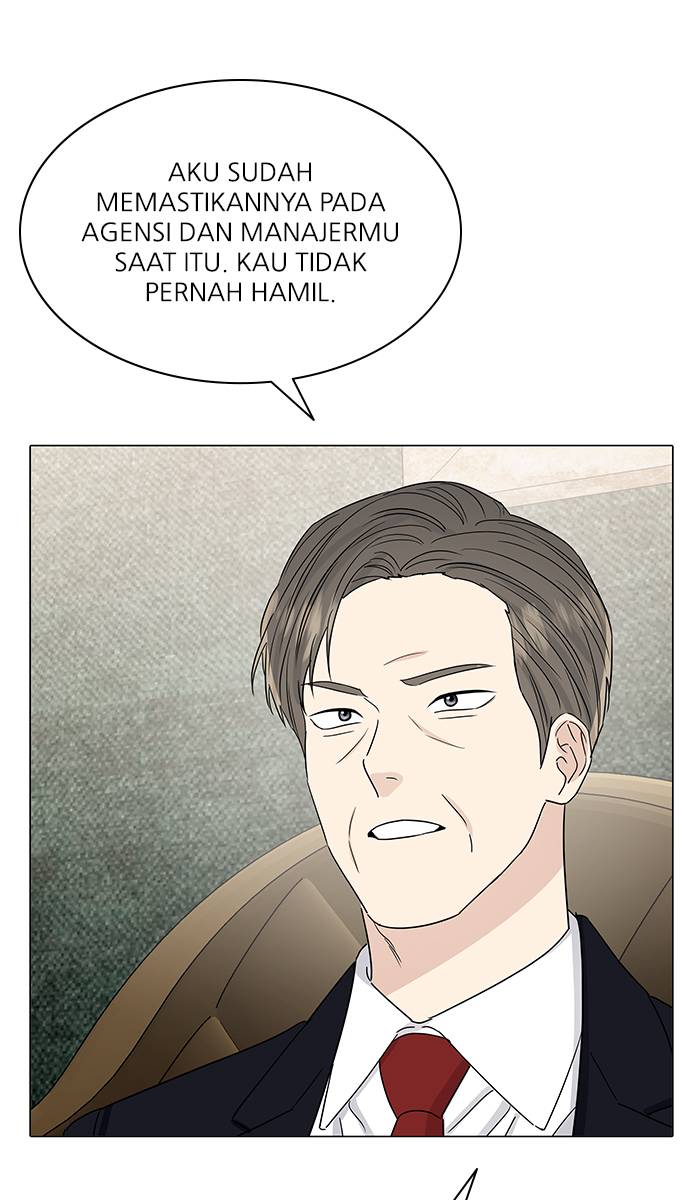 AKU SUDAH
MEMASTIKANNYA PADA
AGENSI DAN MANAJERMU
SAAT ITU. KAU TIDAK
PERNAH HAMIL.